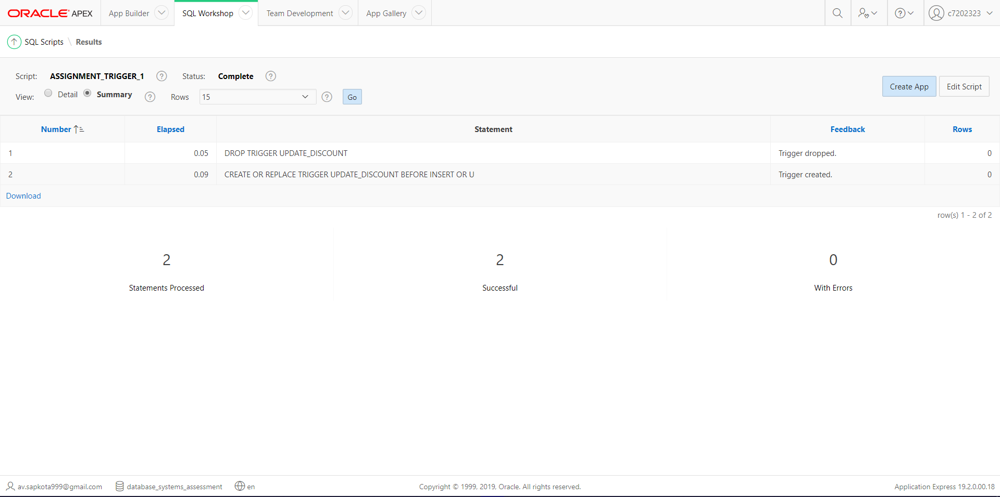 ORACLE APEX App Builder SQL Workshop Team Development App Gallery c7202323
SQL Scripts \ Results
Script: ASSIGNMENT_TRIGGER_1 Status: Complete
View: Detail Summary Rows 15 Go
Create App Edit Script
Number Elapsed Statement Feedback Rows
1 0.05 DROP TRIGGER UPDATE_DISCOUNT Trigger dropped. 0
2 0.09 CREATE OR REPLACE TRIGGER UPDATE_DISCOUNT BEFORE INSERT OR U Trigger created. 0
Download
row(s) 1 - 2 of 2
2 2 0
Statements Processed Successful With Errors
av.sapkota999@gmail.com database_systems_assessment en Copyright © 1999, 2019, Oracle. All rights reserved. Application Express 19.2.0.00.18